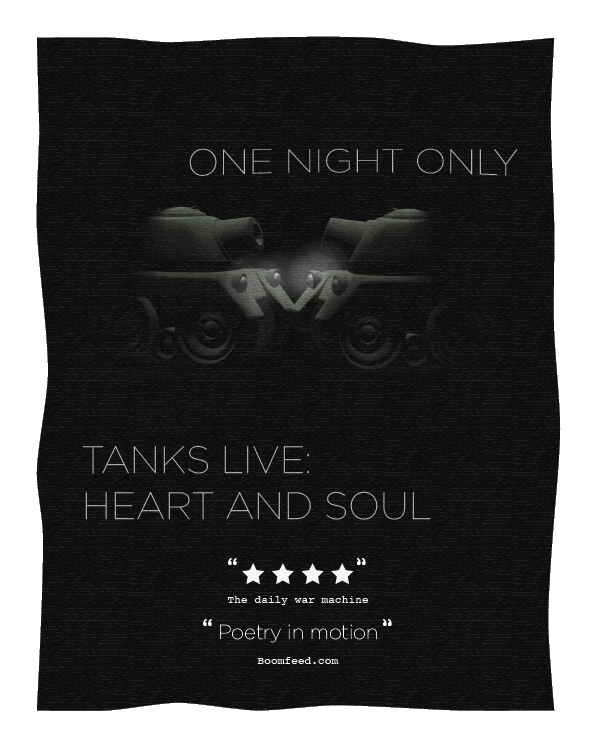 ONE NIGHT ONLY
TANKS LIVE:
HEART AND SOUL
“★★★★”
The daily war machine
“Poetry in motion”
Boomfeed.com